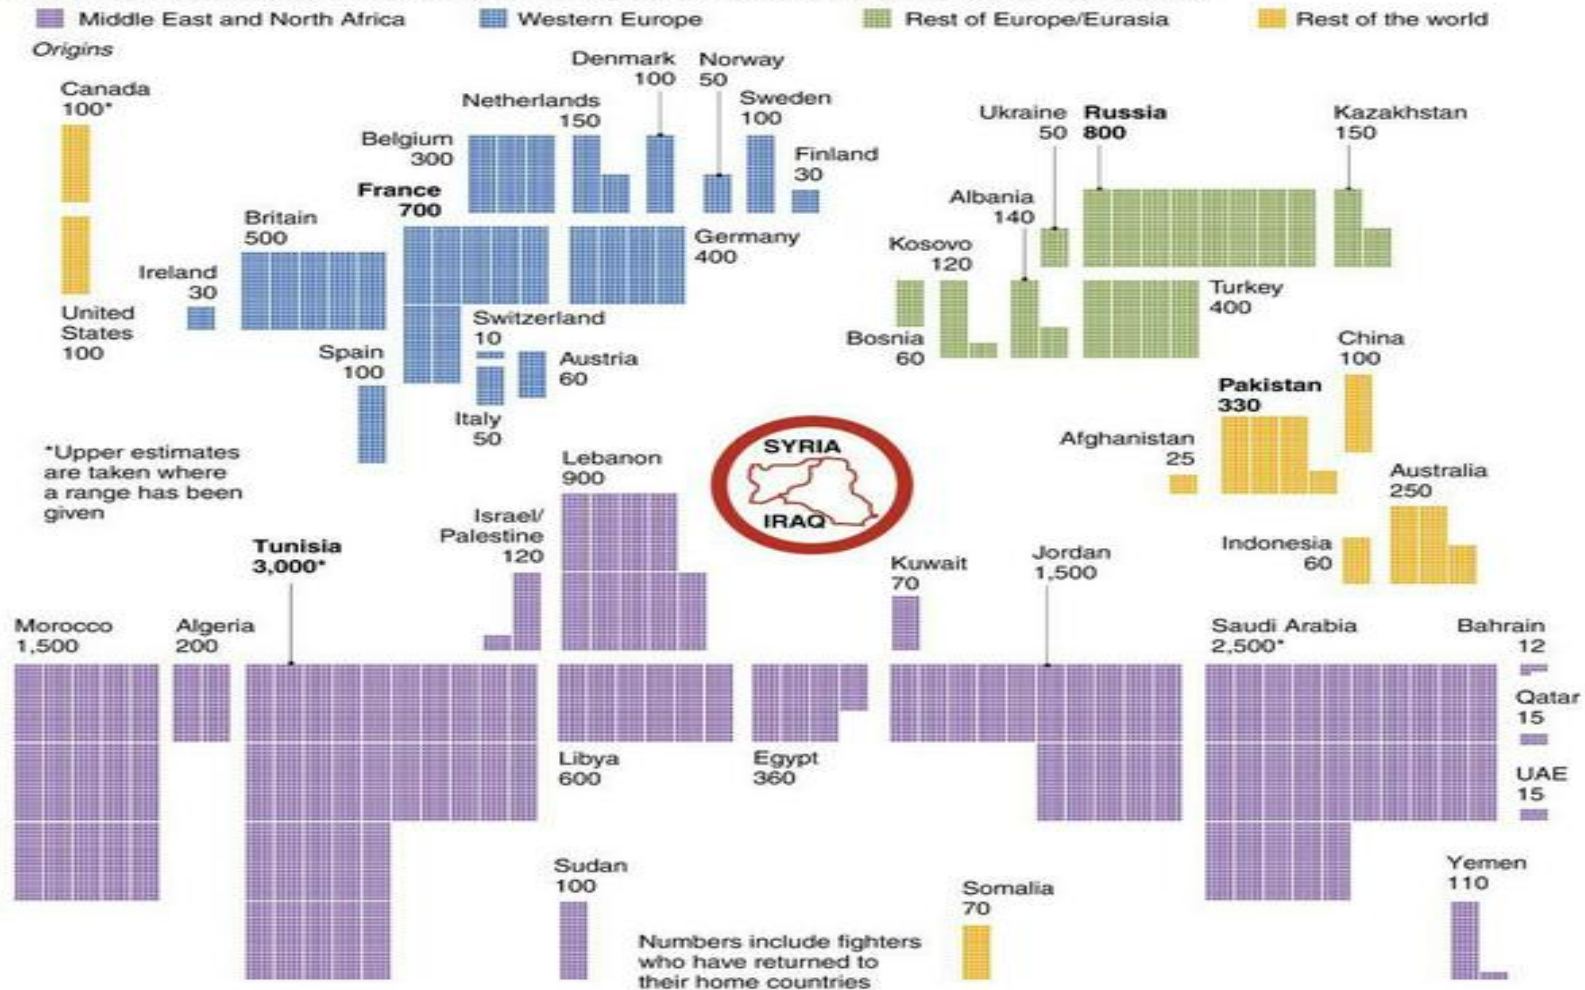 Middle East and North Africa
Western Europe
Rest of Europe/Eurasia
Rest of the world
Origins
Canada
100*
United
States
100
Ireland
30
Britain
500
Spain
100
France
700
Belgium
300
Netherlands
150
Denmark
100
Norway
50
Sweden
100
Finland
30
Germany
400
Switzerland
10
Austria
60
Italy
50
Ukraine
50
Russia
800
Kazakhstan
150
Albania
140
Kosovo
120
Bosnia
60
Turkey
400
China
100
Pakistan
330
Afghanistan
25
Australia
250
Indonesia
60
*Upper estimates
are taken where
a range has been
given
SYRIA
IRAQ
Lebanon
900
Israel/
Palestine
120
Tunisia
3,000*
Morocco
1,500
Algeria
200
Kuwait
70
Jordan
1,500
Saudi Arabia
2,500*
Bahrain
12
Qatar
15
UAE
15
Libya
600
Egypt
360
Sudan
100
Somalia
70
Yemen
110
Numbers include fighters
who have returned to
their home countries